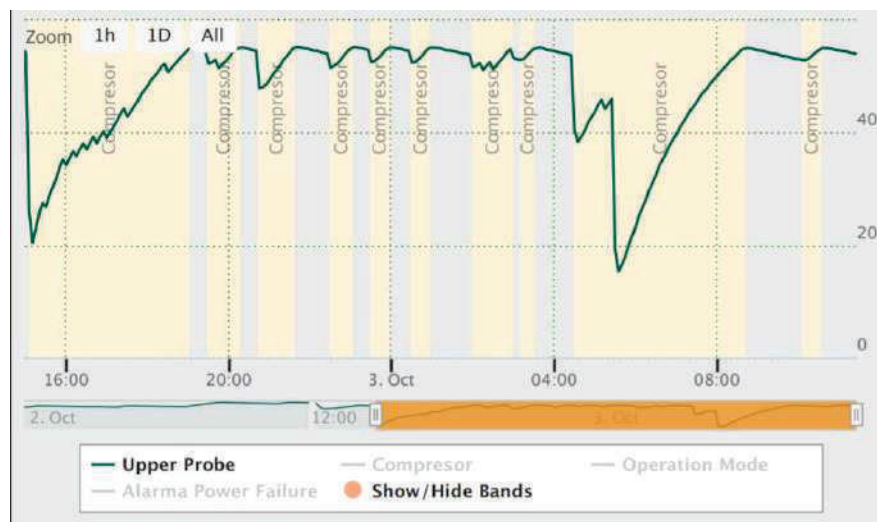 Zoom 1h 1D All
Compresor
Compresor
Compresor
Compresor
Compresor
Compresor
Compresor
Compresor
Compresor
Compresor
40
20
0
16:00 20:00 3. Oct 04:00 08:00
2. Oct 12:00 3. Oct
Upper Probe Compresor Operation Mode
Alarma Power Failure Show/Hide Bands